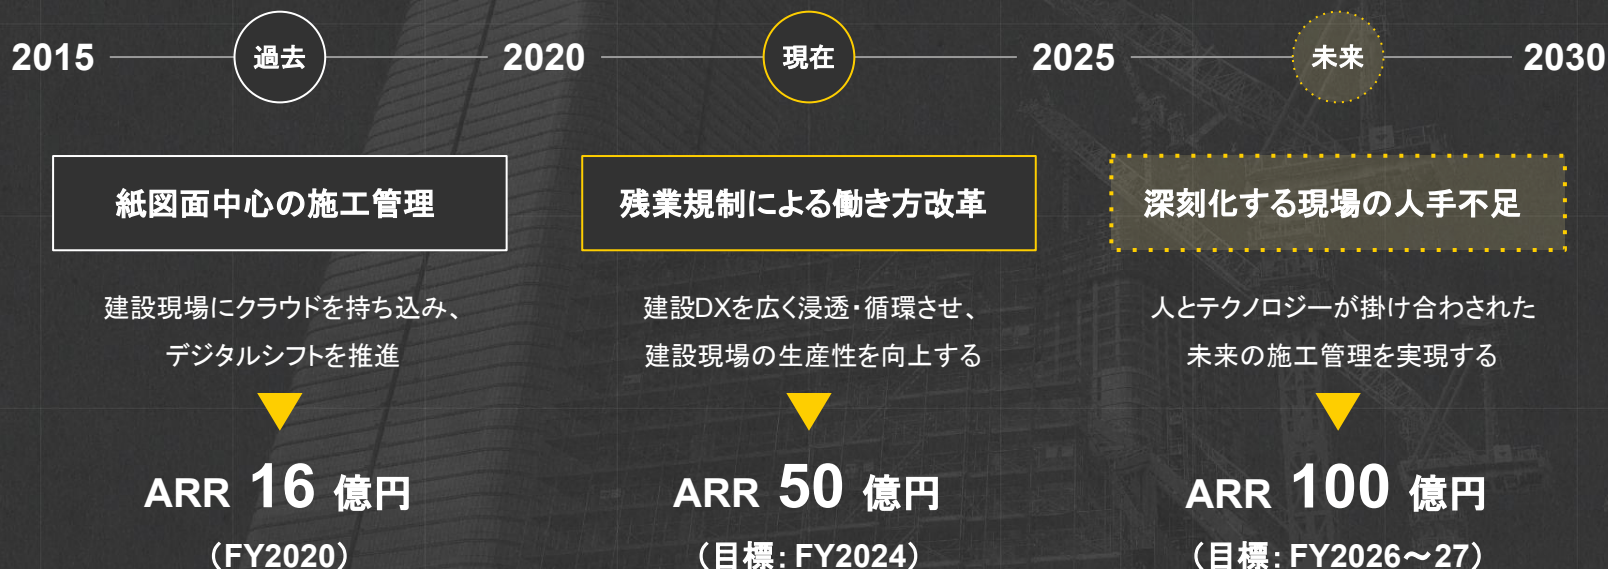 2015 過去 2020 現在 2025 未来 2030
紙図面中心の施工管理
残業規制による働き方改革
深刻化する現場の人手不足
建設現場にクラウドを持ち込み、
デジタルシフトを推進
建設DXを広く浸透・循環させ、
建設現場の生産性を向上する
人とテクノロジーが掛け合わされた
未来の施工管理を実現する
ARR 16 億円
（FY2020）
ARR 50 億円
（目標：FY2024）
ARR 100 億円
（目標：FY2026～27）